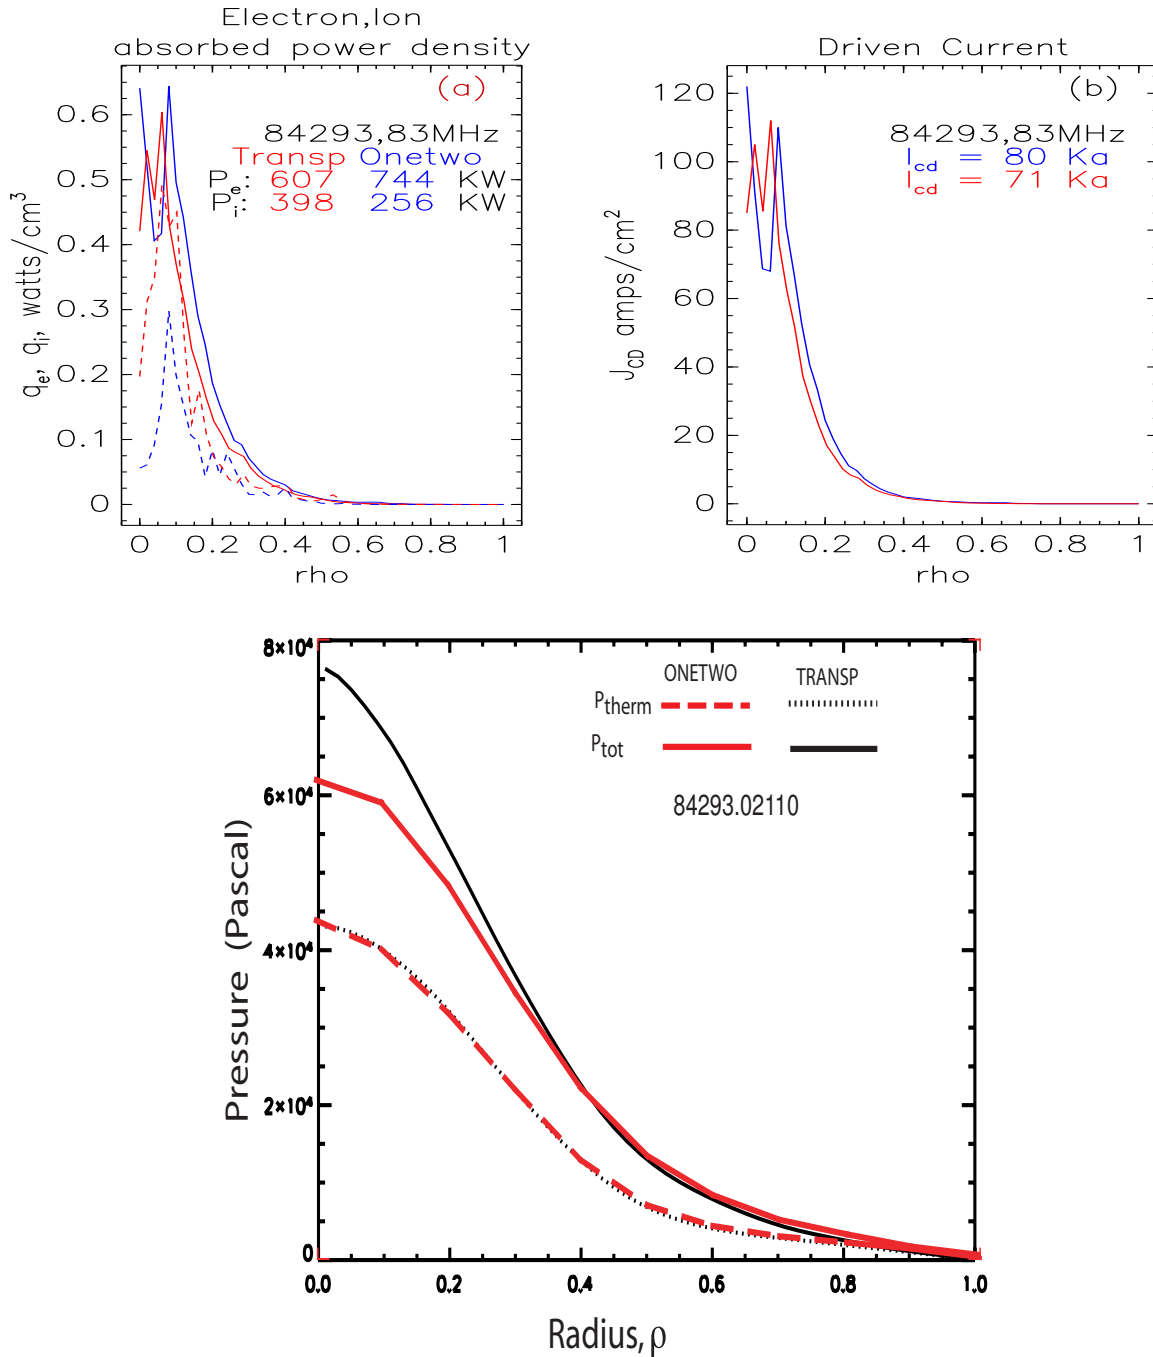 Electron,Ion
absorbed power density
(a)
84293,83MHz
Transp Onetwo
Pe: 607 744 KW
Pi: 398 256 KW
qe, qi, watts/cm3
0.6
0.5
0.4
0.3
0.2
0.1
0
0 0.2 0.4 0.6 0.8 1
rho
Driven Current
(b)
84293,83MHz
Icd = 80 Ka
Icd = 71 Ka
JCD amps/cm2
120
100
80
60
40
20
0
0 0.2 0.4 0.6 0.8 1
rho
ONETWO TRANSP
Ptherm
Ptot
84293.02110
Pressure (Pascal)
8×104
6×104
4×104
2×104
0
0.0 0.2 0.4 0.6 0.8 1.0
Radius, ρ